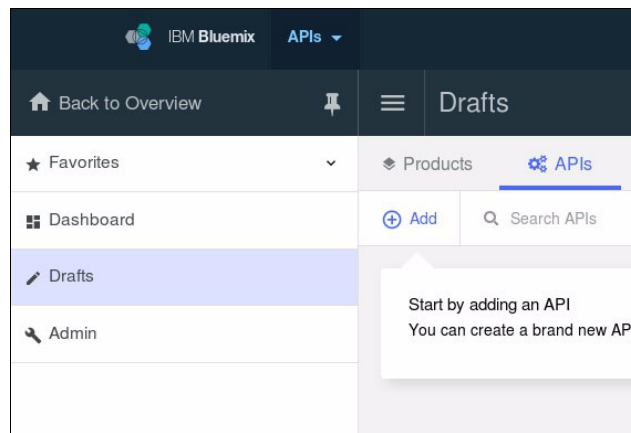 IBM Bluemix APIs
Back to Overview
Drafts
Favorites
Products APIs
Dashboard
Add Search APIs
Drafts
Start by adding an API
You can create a brand new AP
Admin